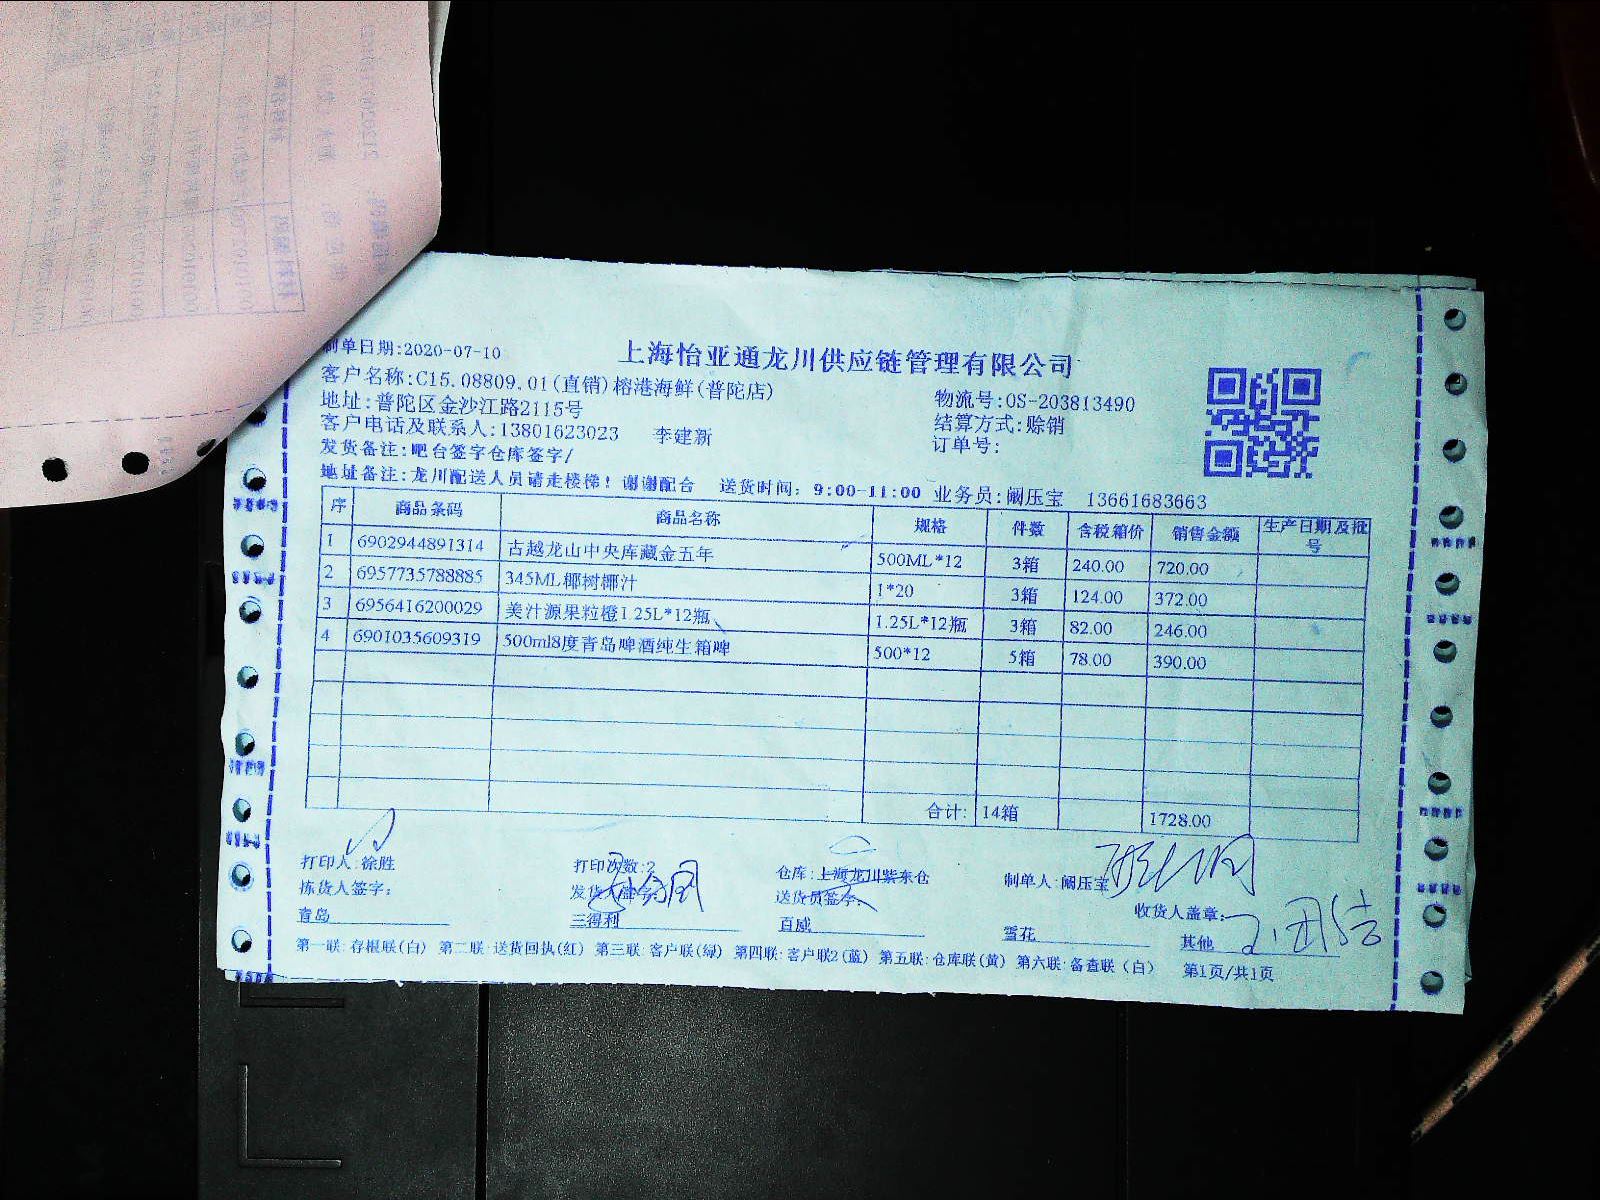 制单日期:2020-07-10
上海怡亚通龙川供应链管理有限公司
客户名称:C15.08809.01(直销)榕港海鲜(普陀店)
物流号:OS-203813490
地址:普陀区金沙江路2115号
结算方式:赊销
客户电话及联系人:13801623023 李建新
订单号:
发货备注:吧台签字仓库签字/
地址备注:龙川配送人员请走楼梯!谢谢配合 送货时间:9:00-11:00 业务员:阚压宝 13661683663
序 商品条码 商品名称 规格 件数 含税箱价 销售金额 生产日期及批号
1 6902944891314 古越龙山中央库藏金五年 500ML*12 3箱 240.00 720.00
2 6957735788885 345ML椰树椰汁 1*20 3箱 124.00 372.00
3 6956416200029 美汁源果粒橙1.25L*12瓶 1.25L*12瓶 3箱 82.00 246.00
4 6901035609319 500ml8度青岛啤酒纯生箱啤 500*12 5箱 78.00 390.00
合计: 14箱 1728.00
打印人:徐胜 打印次数:2 仓库:上海龙川紫东仓 制单人:阚压宝
拣货人签字: 发货人签字: 送货员签字: 收货人盖章:
青岛 三得利 百威 雪花 其他
第一联:存根联(白) 第二联:送货回执(红) 第三联:客户联(绿) 第四联:客户联2(蓝) 第五联:仓库联(黄) 第六联:备查联(白) 第1页/共1页